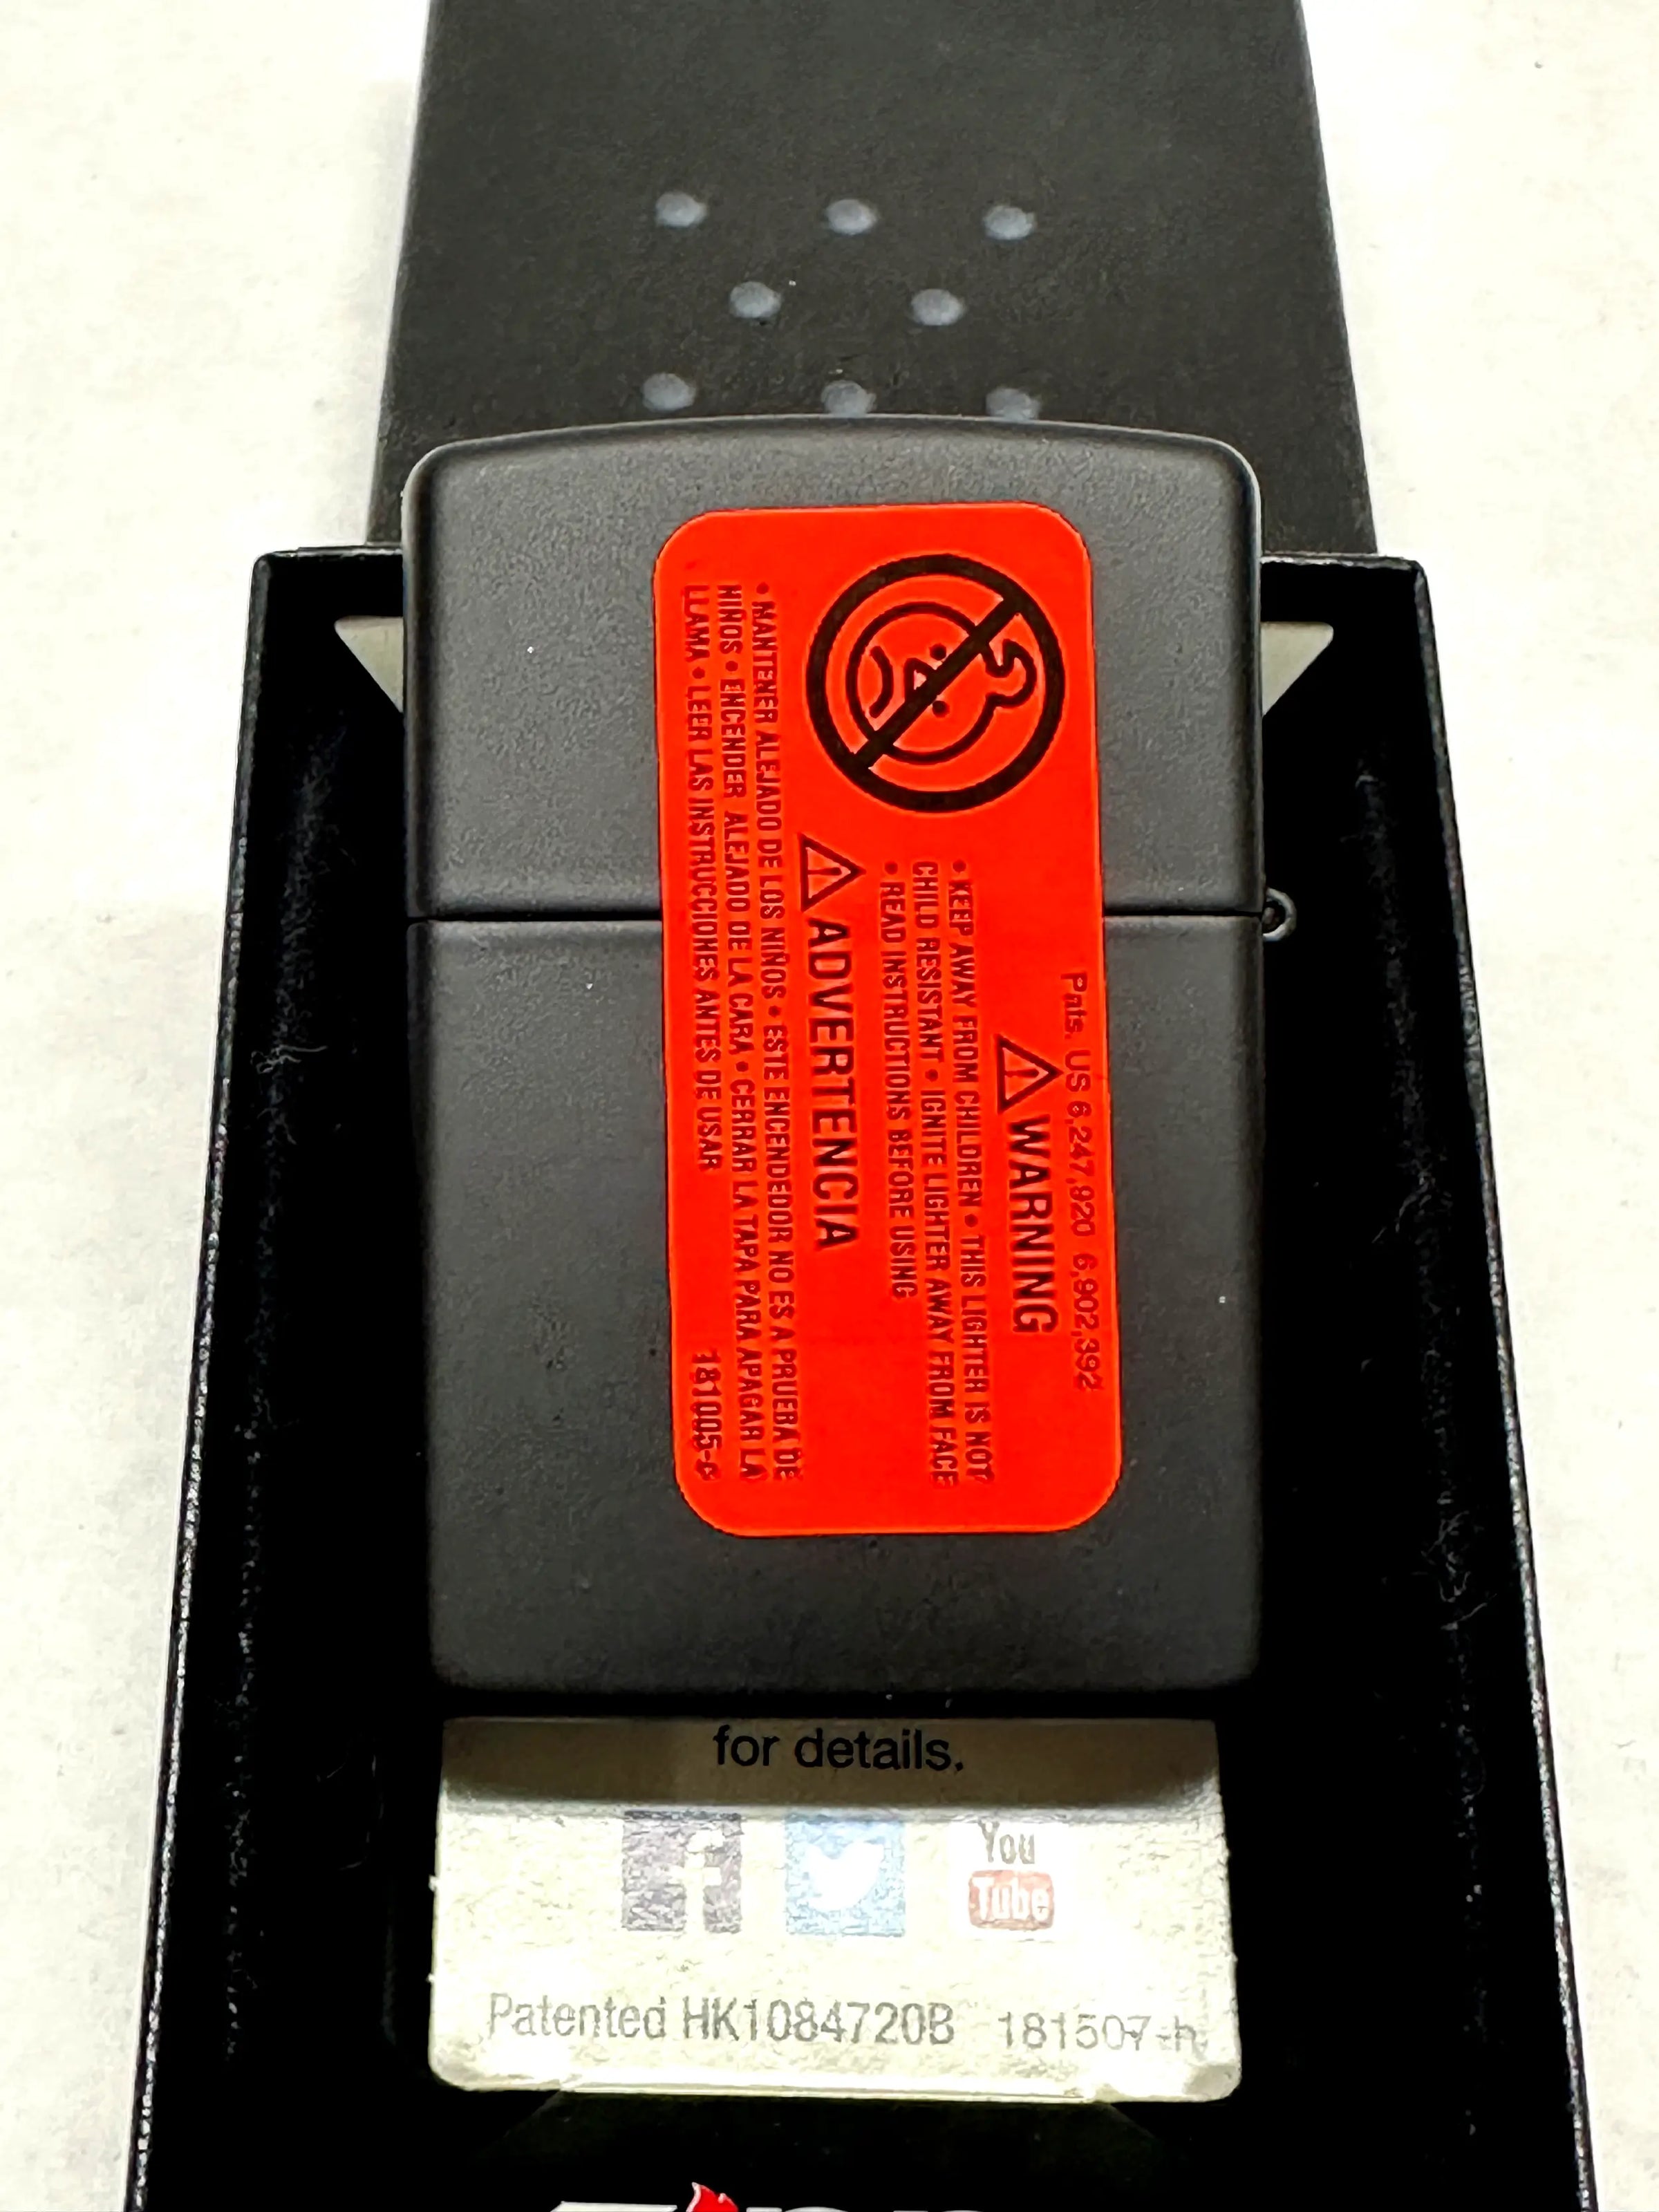 Pats. US 6,247,920 6,902,392
WARNING
• KEEP AWAY FROM CHILDREN • THIS LIGHTER IS NOT
CHILD RESISTANT • IGNITE LIGHTER AWAY FROM FACE
• READ INSTRUCTIONS BEFORE USING
ADVERTENCIA
• MANTENER ALEJADO DE LOS NIÑOS • ESTE ENCENDEDOR NO ES A PRUEBA DE
NIÑOS • ENCENDER ALEJADO DE LA CARA • CERRAR LA TAPA PARA APAGAR LA
LLAMA • LEER LAS INSTRUCCIONES ANTES DE USAR
for details.
f
You
Tube
Patented HK1084720B 181507-h